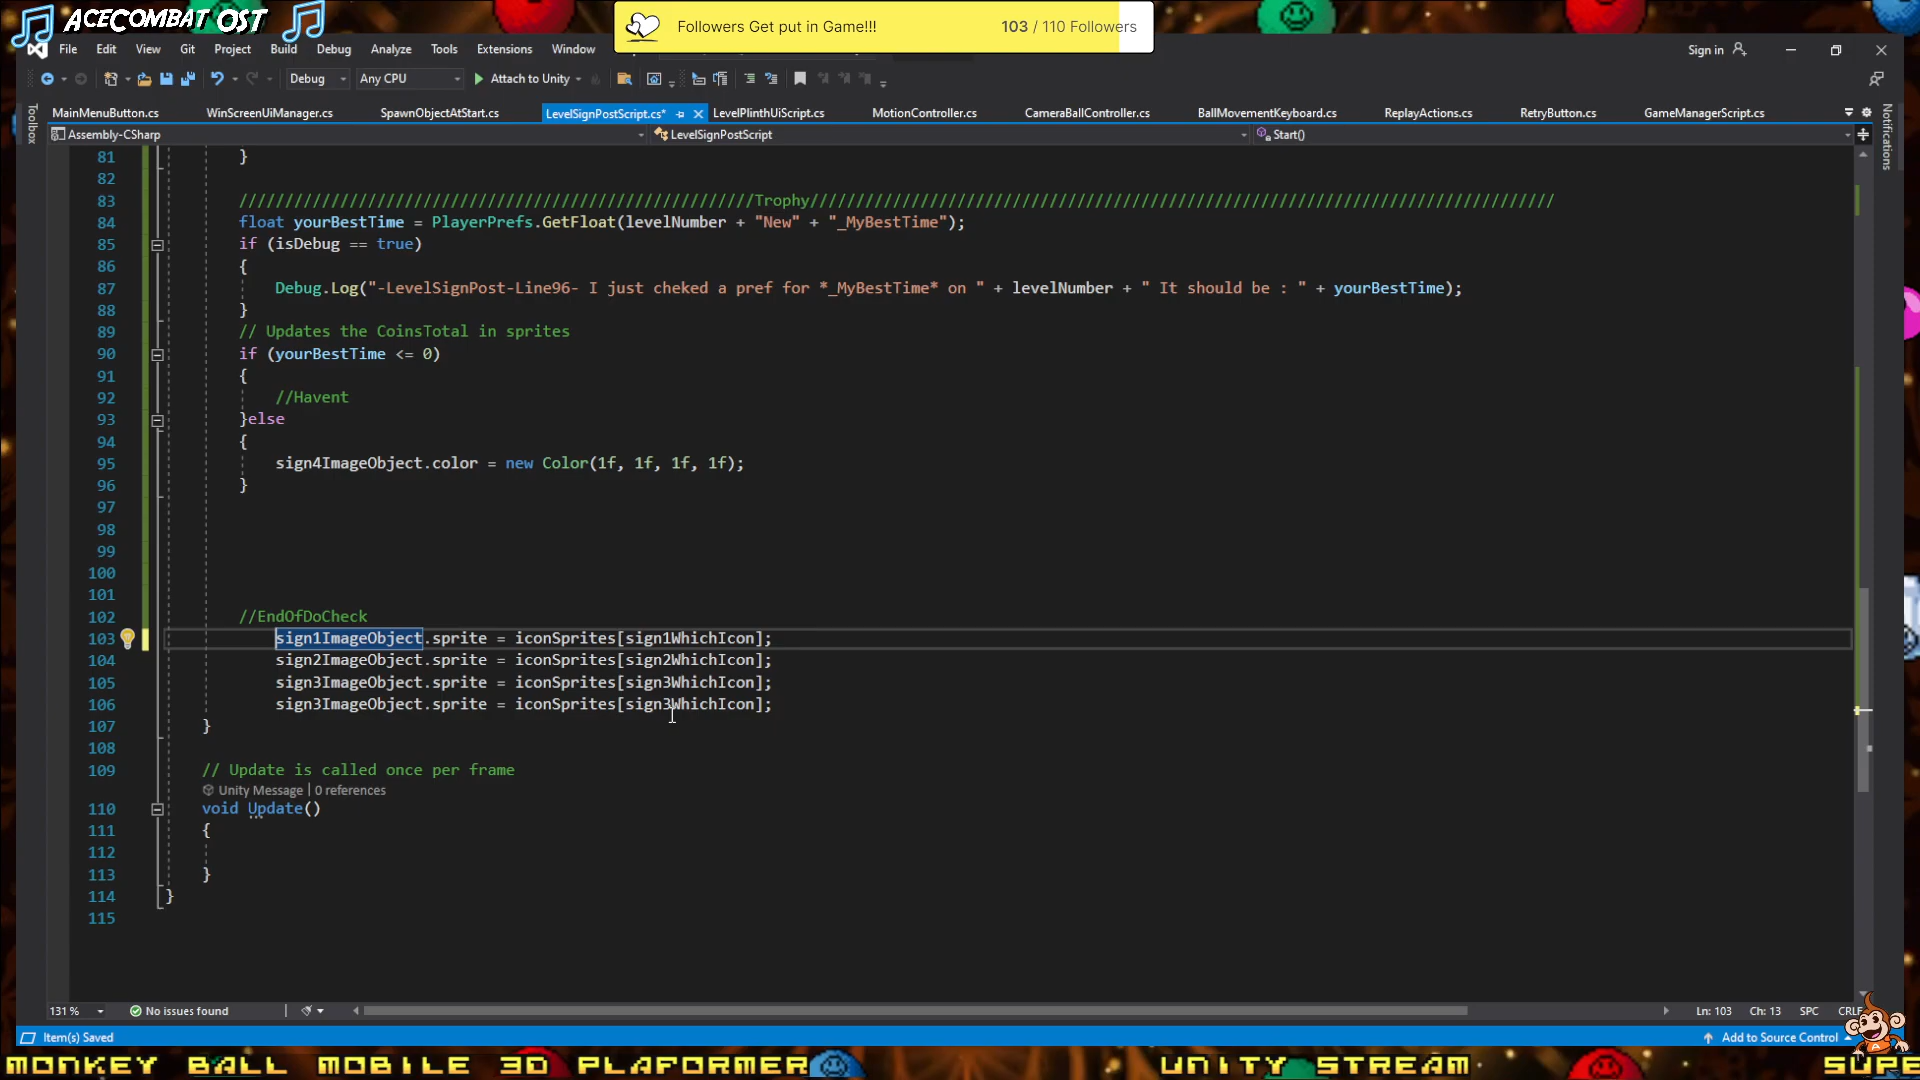 ACECOMBAT OST
Followers Get put in Game!!! 103 / 110 Followers
File Edit View Git Project Build Debug Analyze Tools Extensions Window
Sign in
Debug Any CPU Attach to Unity
MainMenuButton.cs WinScreenUiManager.cs SpawnObjectAtStart.cs LevelSignPostScript.cs* LevelPlinthUiScript.cs MotionController.cs CameraBallController.cs BallMovementKeyboard.cs ReplayActions.cs RetryButton.cs GameManagerScript.cs
Toolbox
Notifications
Assembly-CSharp LevelSignPostScript Start()
81 }
82
83 ////////////////////////////////////////////////////////Trophy/////////////////////////////////////////////////////////////////////////////////
84 float yourBestTime = PlayerPrefs.GetFloat(levelNumber + "New" + "_MyBestTime");
85 if (isDebug == true)
86 {
87 Debug.Log("-LevelSignPost-Line96- I just cheked a pref for *_MyBestTime* on " + levelNumber + " It should be : " + yourBestTime);
88 }
89 // Updates the CoinsTotal in sprites
90 if (yourBestTime <= 0)
91 {
92 //Havent
93 }else
94 {
95 sign4ImageObject.color = new Color(1f, 1f, 1f, 1f);
96 }
97
98
99
100
101
102 //EndOfDoCheck
103 sign1ImageObject.sprite = iconSprites[sign1WhichIcon];
104 sign2ImageObject.sprite = iconSprites[sign2WhichIcon];
105 sign3ImageObject.sprite = iconSprites[sign3WhichIcon];
106 sign3ImageObject.sprite = iconSprites[sign3WhichIcon];
107 }
108
109 // Update is called once per frame
Unity Message | 0 references
110 void Update()
111 {
112
113 }
114 }
115
131 % No issues found Ln: 103 Ch: 13 SPC CRLF
Item(s) Saved Add to Source Control
MONKEY BALL MOBILE 3D PLAFORMER UNITY STREAM SUPE